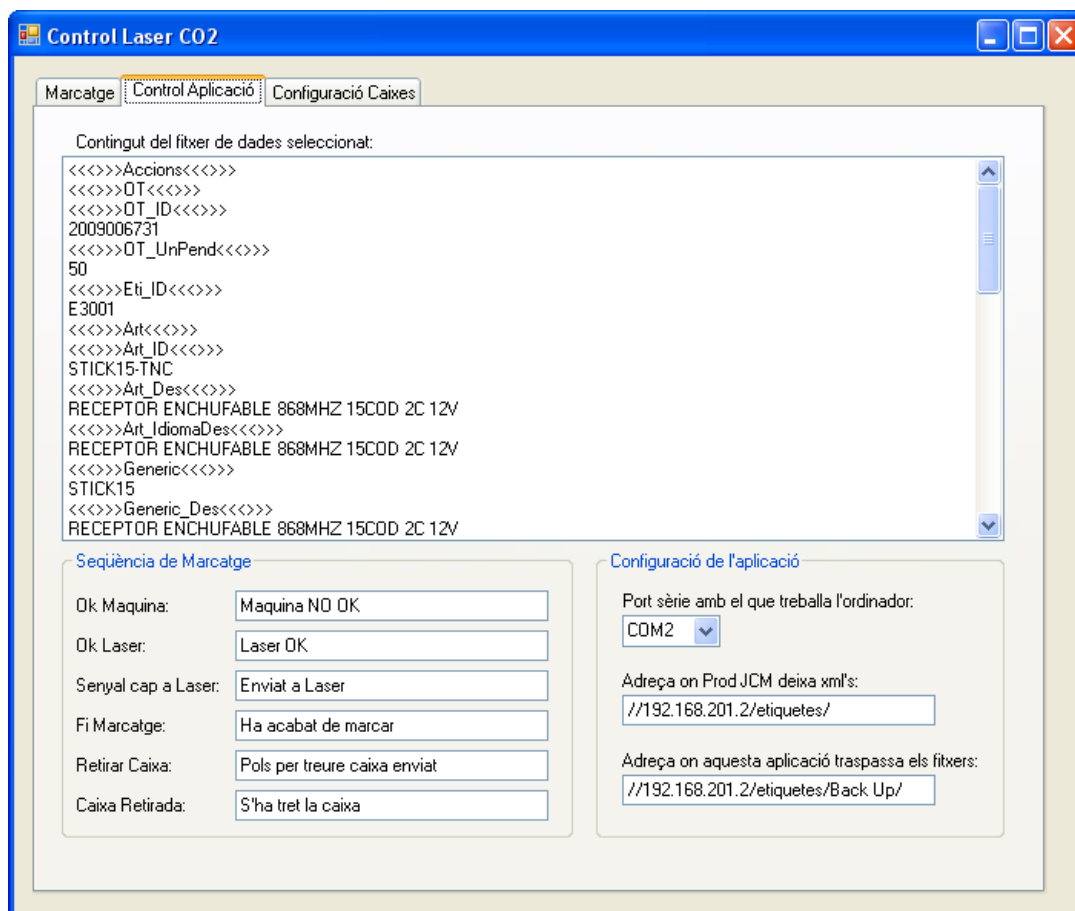 Control Laser CO2
Marcatge Control Aplicació Configuració Caixes
Contingut del fitxer de dades seleccionat:
<<<>>>Accions<<<>>>
<<<>>>OT<<<>>>
<<<>>>OT_ID<<<>>>
2009006731
<<<>>>OT_UnPend<<<>>>
50
<<<>>>Eti_ID<<<>>>
E3001
<<<>>>Art<<<>>>
<<<>>>Art_ID<<<>>>
STICK15-TNC
<<<>>>Art_Des<<<>>>
RECEPTOR ENCHUFABLE 868MHZ 15COD 2C 12V
<<<>>>Art_IdiomaDes<<<>>>
RECEPTOR ENCHUFABLE 868MHZ 15COD 2C 12V
<<<>>>Generic<<<>>>
STICK15
<<<>>>Generic_Des<<<>>>
RECEPTOR ENCHUFABLE 868MHZ 15COD 2C 12V
Seqüència de Marcatge
Ok Maquina: Maquina NO OK
Ok Laser: Laser OK
Senyal cap a Laser: Enviat a Laser
Fi Marcatge: Ha acabat de marcar
Retirar Caixa: Pols per treure caixa enviat
Caixa Retirada: S'ha tret la caixa
Configuració de l'aplicació
Port sèrie amb el que treballa l'ordinador:
COM2
Adreça on Prod JCM deixa xml's:
//192.168.201.2/etiquetes/
Adreça on aquesta aplicació traspassa els fitxers:
//192.168.201.2/etiquetes/Back Up/